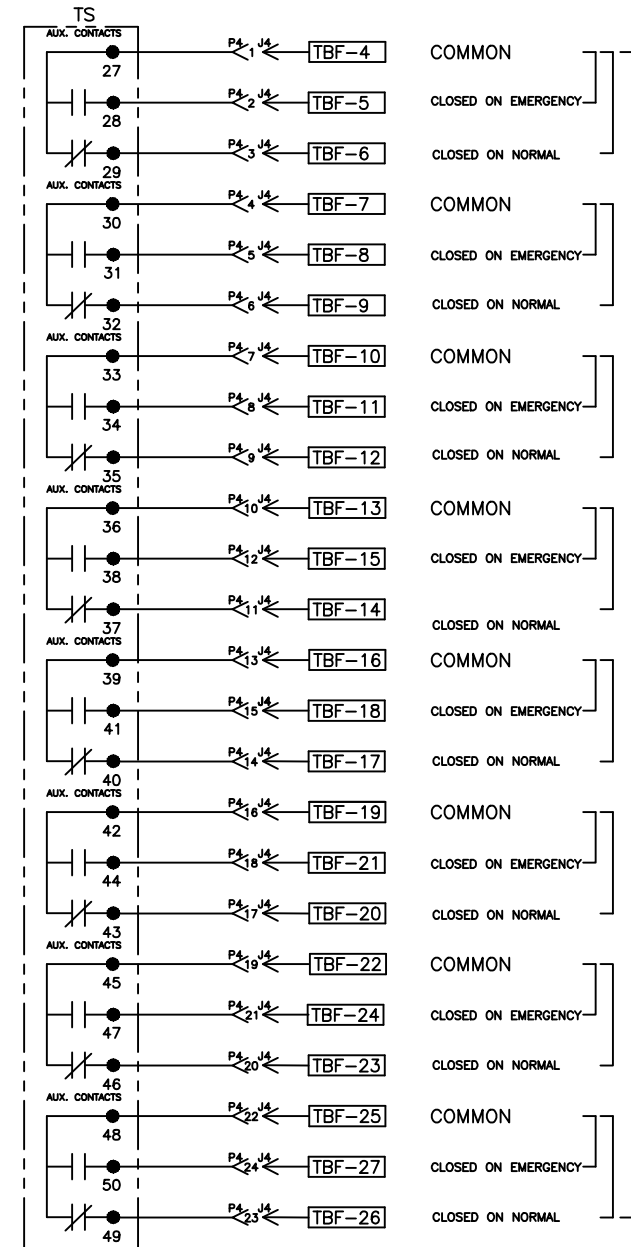 TS
AUX. CONTACTS
27 P4 1 J4 TBF-4 COMMON
28 P4 2 J4 TBF-5 CLOSED ON EMERGENCY
29 P4 3 J4 TBF-6 CLOSED ON NORMAL
AUX. CONTACTS
30 P4 4 J4 TBF-7 COMMON
31 P4 5 J4 TBF-8 CLOSED ON EMERGENCY
32 P4 6 J4 TBF-9 CLOSED ON NORMAL
AUX. CONTACTS
33 P4 7 J4 TBF-10 COMMON
34 P4 8 J4 TBF-11 CLOSED ON EMERGENCY
35 P4 9 J4 TBF-12 CLOSED ON NORMAL
AUX. CONTACTS
36 P4 10 J4 TBF-13 COMMON
38 P4 12 J4 TBF-15 CLOSED ON EMERGENCY
37 P4 11 J4 TBF-14 CLOSED ON NORMAL
AUX. CONTACTS
39 P4 13 J4 TBF-16 COMMON
41 P4 15 J4 TBF-18 CLOSED ON EMERGENCY
40 P4 14 J4 TBF-17 CLOSED ON NORMAL
AUX. CONTACTS
42 P4 16 J4 TBF-19 COMMON
44 P4 18 J4 TBF-21 CLOSED ON EMERGENCY
43 P4 17 J4 TBF-20 CLOSED ON NORMAL
AUX. CONTACTS
45 P4 19 J4 TBF-22 COMMON
47 P4 21 J4 TBF-24 CLOSED ON EMERGENCY
46 P4 20 J4 TBF-23 CLOSED ON NORMAL
AUX. CONTACTS
48 P4 22 J4 TBF-25 COMMON
50 P4 24 J4 TBF-27 CLOSED ON EMERGENCY
49 P4 23 J4 TBF-26 CLOSED ON NORMAL